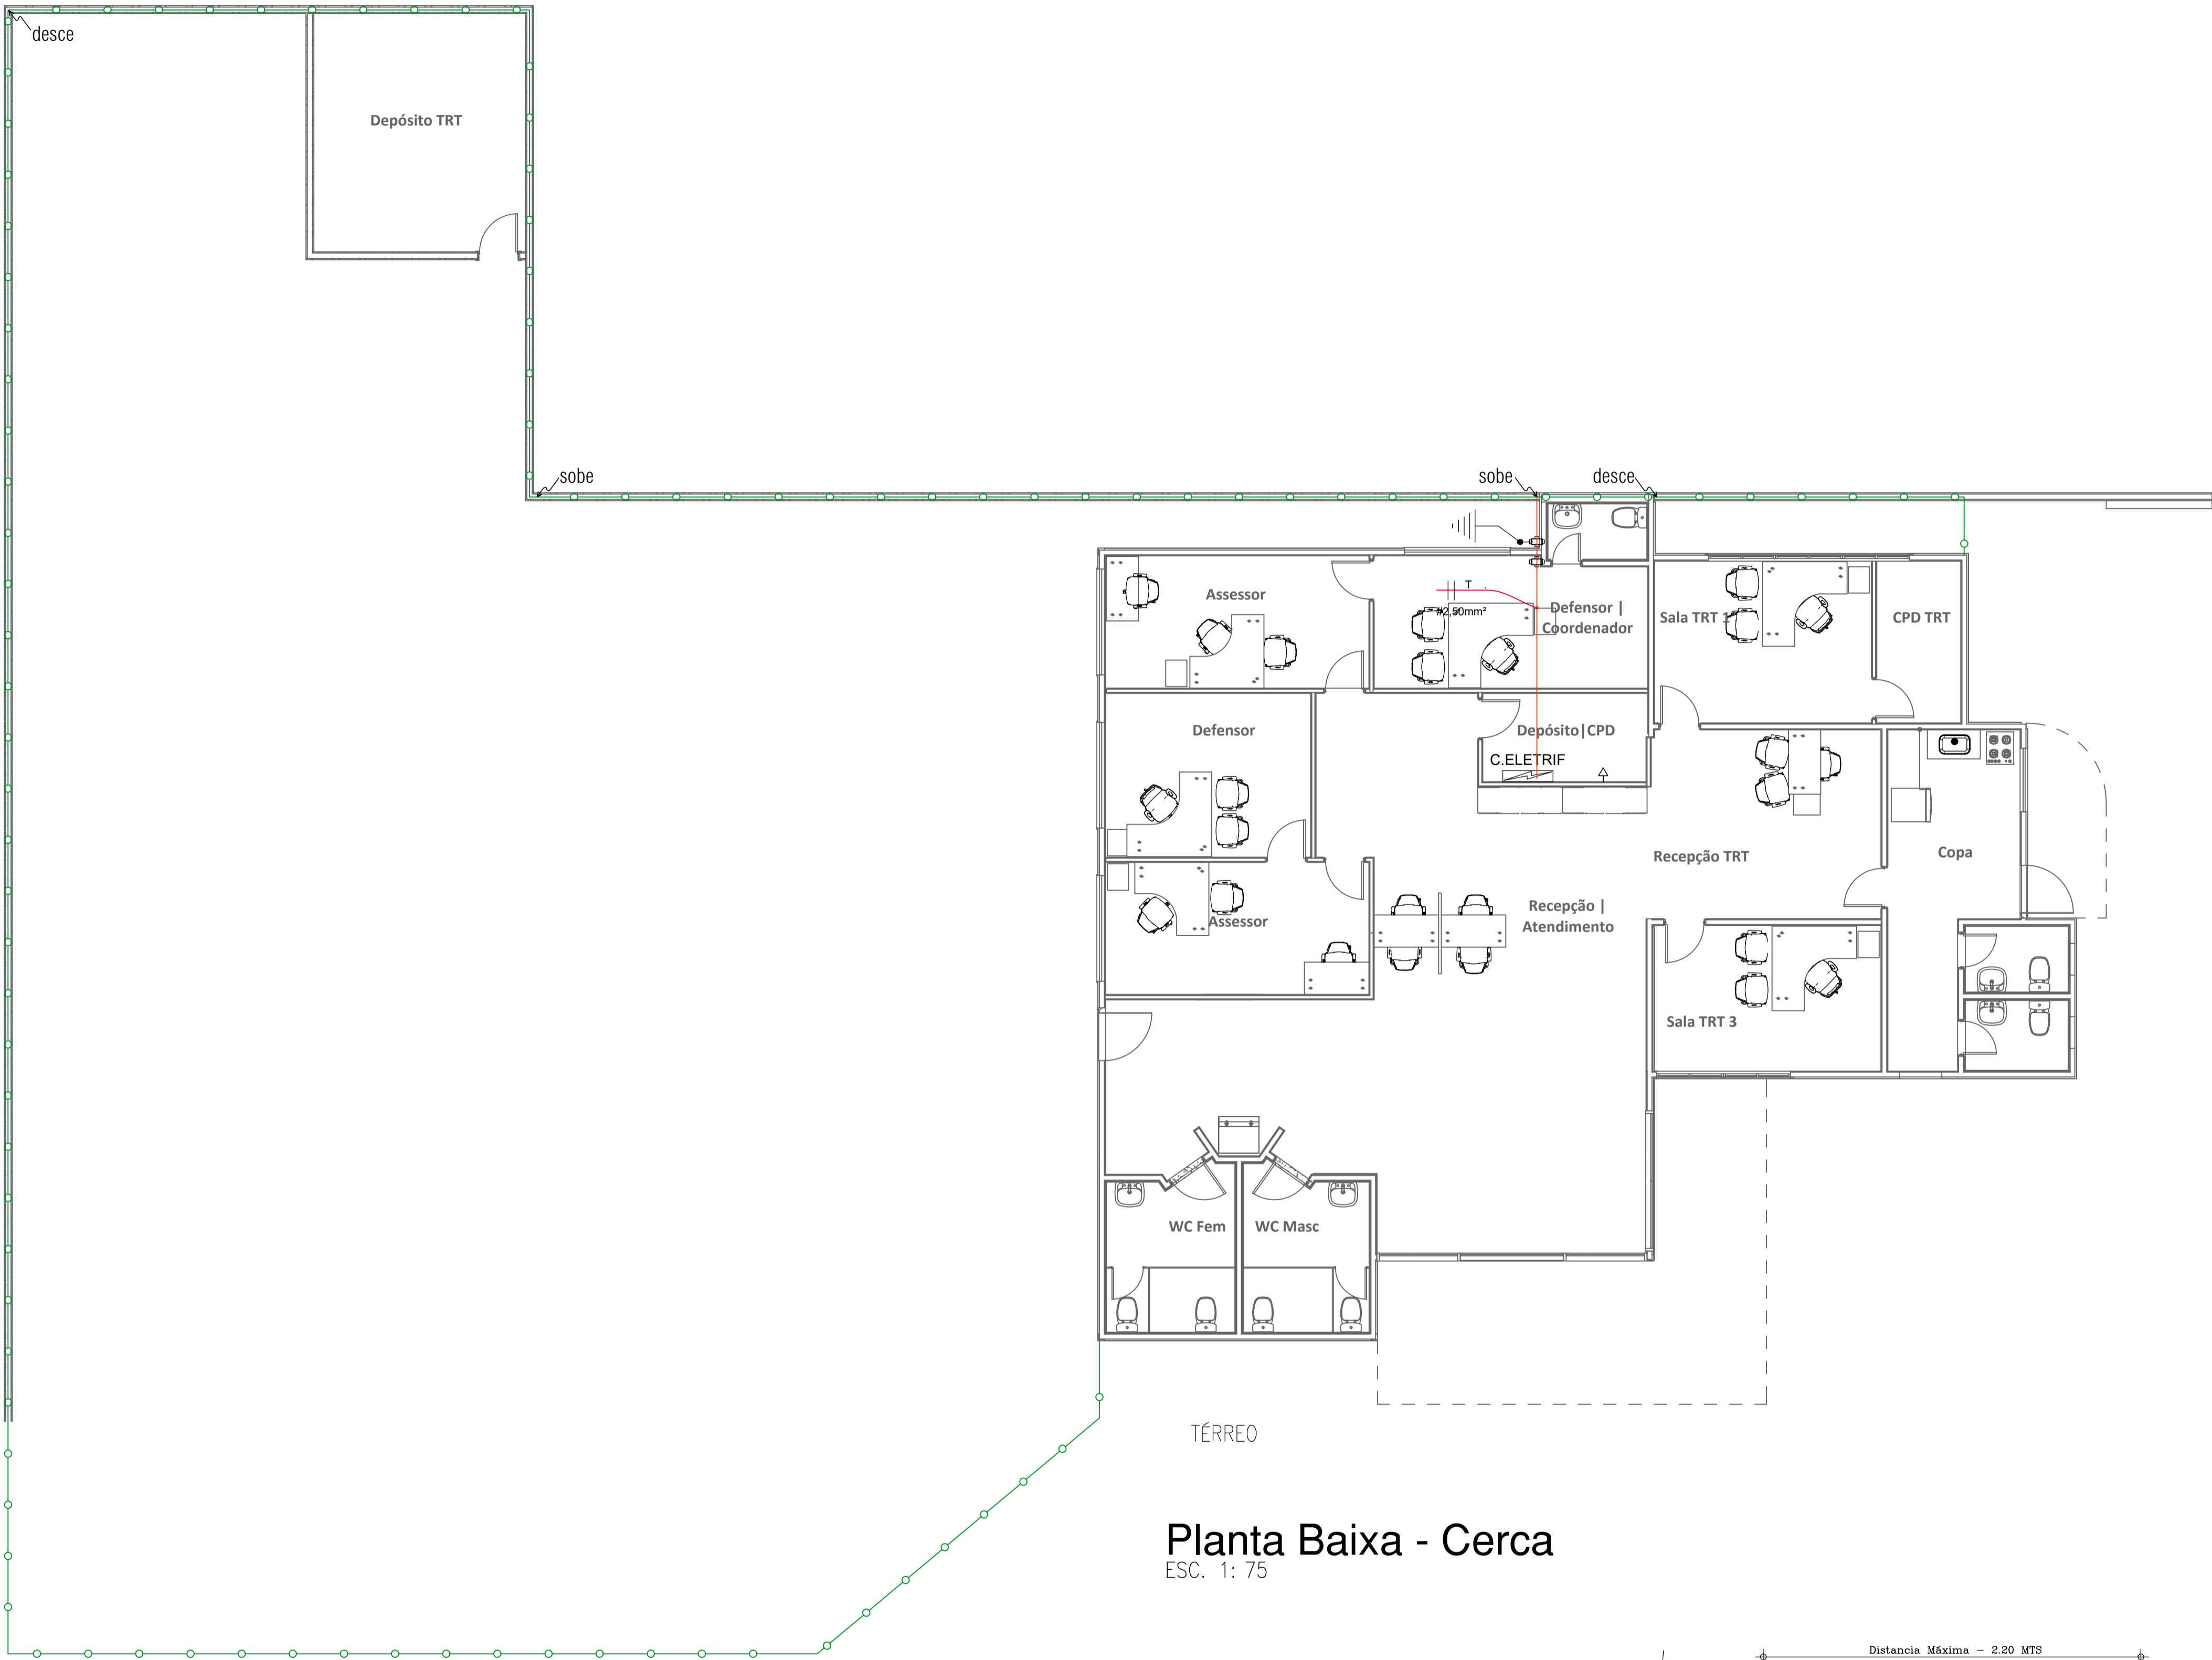 desce
Depósito TRT
sobe
sobe
desce
Assessor
T
#2,50mm²
Defensor |
Coordenador
Sala TRT 1
CPD TRT
Defensor
Depósito|CPD
C.ELETRIF
Recepção TRT
Copa
Assessor
Recepção |
Atendimento
Sala TRT 3
WC Fem
WC Masc
TÉRREO
Planta Baixa - Cerca
ESC. 1: 75
Distancia Máxima - 2.20 MTS